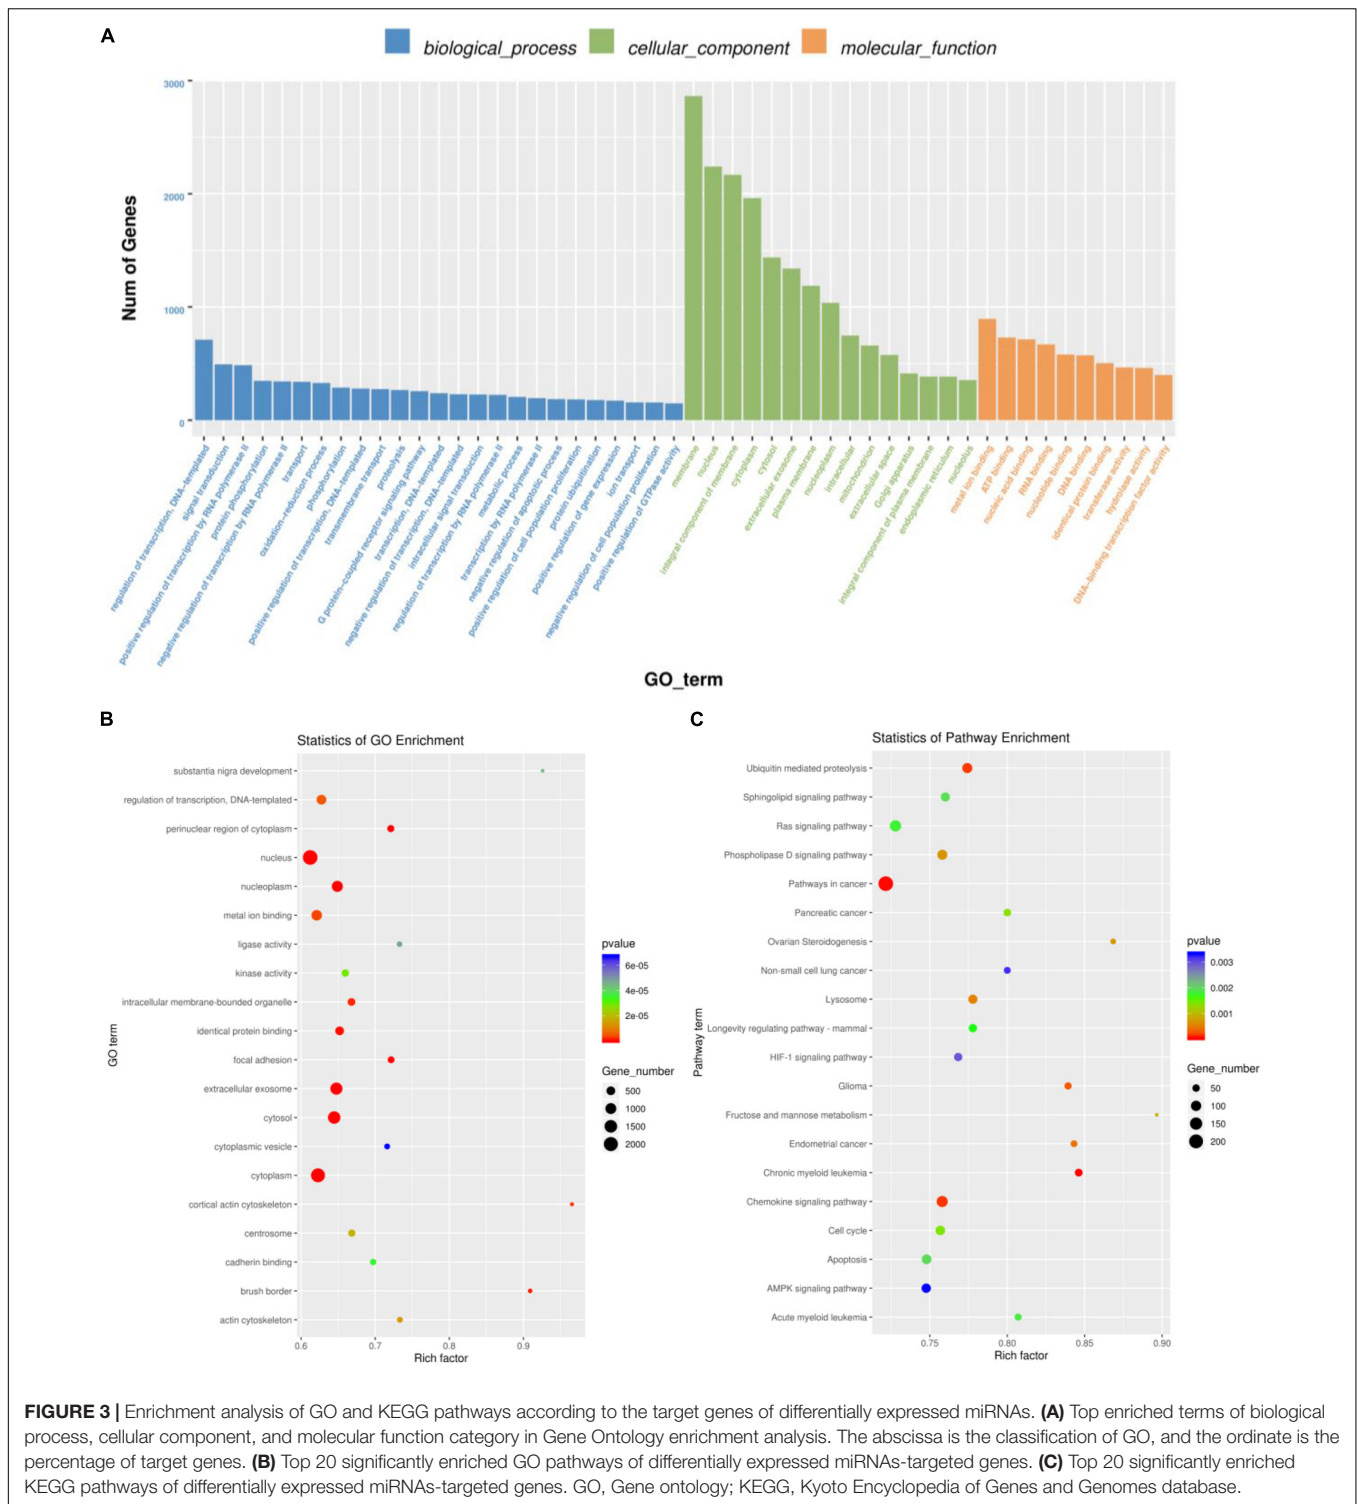 A
biological_process
cellular_component
molecular_function
3000
2000
1000
0
Num of Genes
regulation of transcription, DNA-templated
signal transduction
positive regulation of transcription by RNA polymerase II
protein phosphorylation
negative regulation of transcription by RNA polymerase II
transport
oxidation-reduction process
phosphorylation
positive regulation of transcription, DNA-templated
transmembrane transport
proteolysis
G protein-coupled receptor signaling pathway
transcription, DNA-templated
negative regulation of transcription, DNA-templated
intracellular signal transduction
regulation of transcription by RNA polymerase II
metabolic process
transcription by RNA polymerase II
negative regulation of apoptotic process
positive regulation of cell population proliferation
protein ubiquitination
positive regulation of gene expression
ion transport
negative regulation of cell population proliferation
positive regulation of GTPase activity
membrane
nucleus
integral component of membrane
cytoplasm
cytosol
extracellular exosome
plasma membrane
nucleoplasm
intracellular
mitochondrion
extracellular space
Golgi apparatus
integral component of plasma membrane
endoplasmic reticulum
nucleolus
metal ion binding
ATP binding
nucleic acid binding
RNA binding
nucleotide binding
DNA binding
identical protein binding
transferase activity
hydrolase activity
DNA-binding transcription factor activity
GO_term
B
Statistics of GO Enrichment
GO term
substantia nigra development
regulation of transcription, DNA-templated
perinuclear region of cytoplasm
nucleus
nucleoplasm
metal ion binding
ligase activity
kinase activity
intracellular membrane-bounded organelle
identical protein binding
focal adhesion
extracellular exosome
cytosol
cytoplasmic vesicle
cytoplasm
cortical actin cytoskeleton
centrosome
cadherin binding
brush border
actin cytoskeleton
0.6 0.7 0.8 0.9
Rich factor
pvalue
6e-05
4e-05
2e-05
Gene_number
500
1000
1500
2000
C
Statistics of Pathway Enrichment
Pathway term
Ubiquitin mediated proteolysis
Sphingolipid signaling pathway
Ras signaling pathway
Phospholipase D signaling pathway
Pathways in cancer
Pancreatic cancer
Ovarian Steroidogenesis
Non-small cell lung cancer
Lysosome
Longevity regulating pathway - mammal
HIF-1 signaling pathway
Glioma
Fructose and mannose metabolism
Endometrial cancer
Chronic myeloid leukemia
Chemokine signaling pathway
Cell cycle
Apoptosis
AMPK signaling pathway
Acute myeloid leukemia
0.75 0.80 0.85 0.90
Rich factor
pvalue
0.003
0.002
0.001
Gene_number
50
100
150
200
FIGURE 3 | Enrichment analysis of GO and KEGG pathways according to the target genes of differentially expressed miRNAs. (A) Top enriched terms of biological
process, cellular component, and molecular function category in Gene Ontology enrichment analysis. The abscissa is the classification of GO, and the ordinate is the
percentage of target genes. (B) Top 20 significantly enriched GO pathways of differentially expressed miRNAs-targeted genes. (C) Top 20 significantly enriched
KEGG pathways of differentially expressed miRNAs-targeted genes. GO, Gene ontology; KEGG, Kyoto Encyclopedia of Genes and Genomes database.